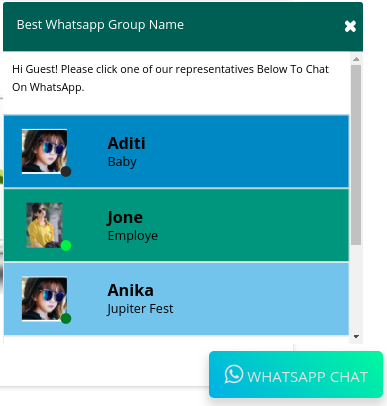 Best Whatsapp Group Name
Hi Guest! Please click one of our representatives Below To Chat
On WhatsApp.
Aditi
Baby
Jone
Employe
Anika
Jupiter Fest
WHATSAPP CHAT